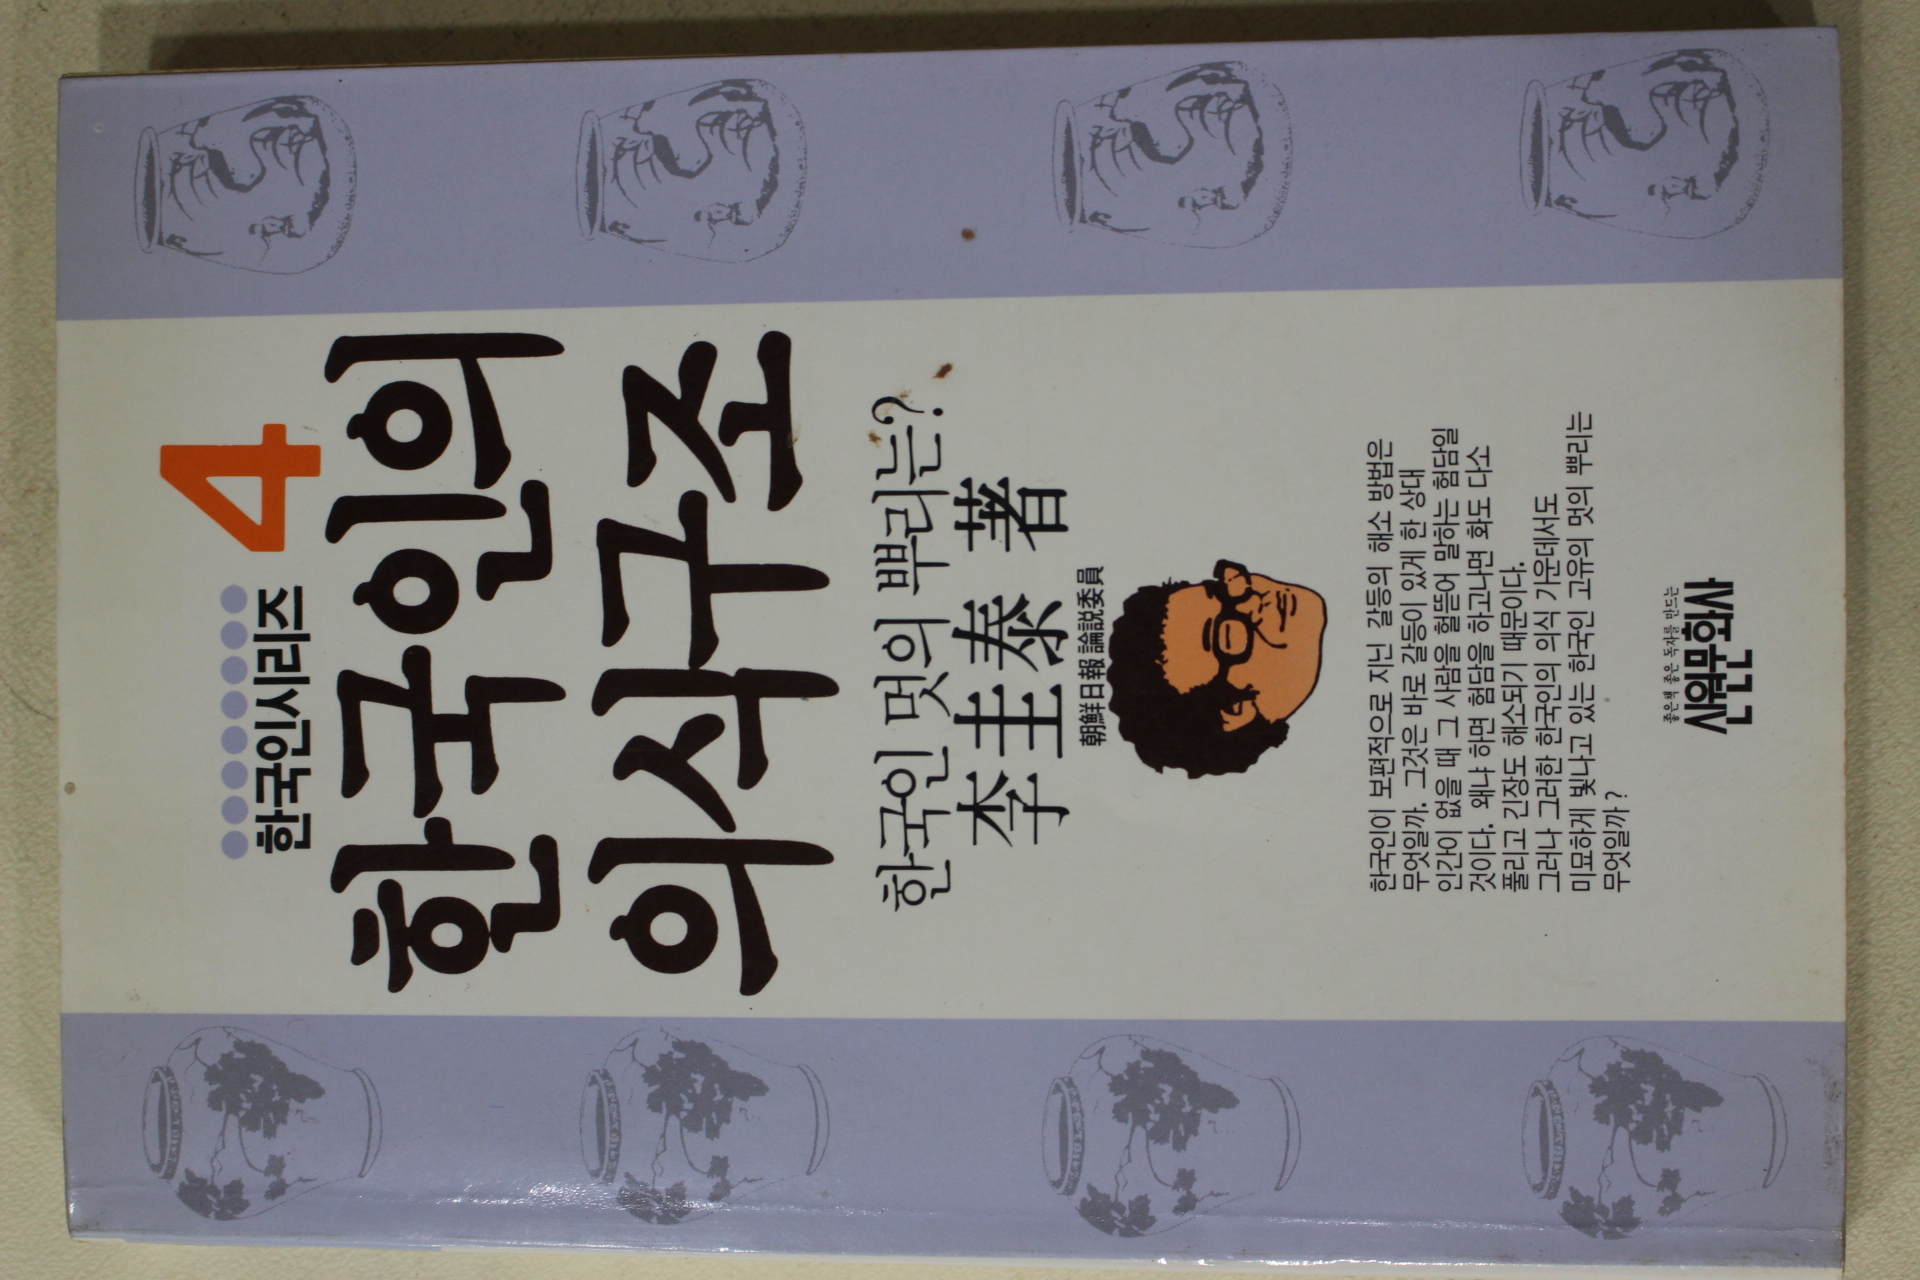 한국인시리즈 4
한국인의
의식구조
한국인 멋의 뿌리는?
李圭泰 著
朝鮮日報 論説委員
한국인이 보편적으로 지닌 갈등의 해소 방법은
무엇일까. 그것은 바로 갈등이 있게 한 상대
인간이 없을 때 그 사람을 헐뜯어 말하는 험담일
것이다. 왜냐 하면 험담을 하고나면 화도 다소
풀리고 긴장도 해소되기 때문이다.
그러나 그러한 한국인의 의식 가운데서도
미묘하게 빛나고 있는 한국인 고유의 멋의 뿌리는
무엇일까?
좋은책 좋은 독자를 만드는
신원문화사